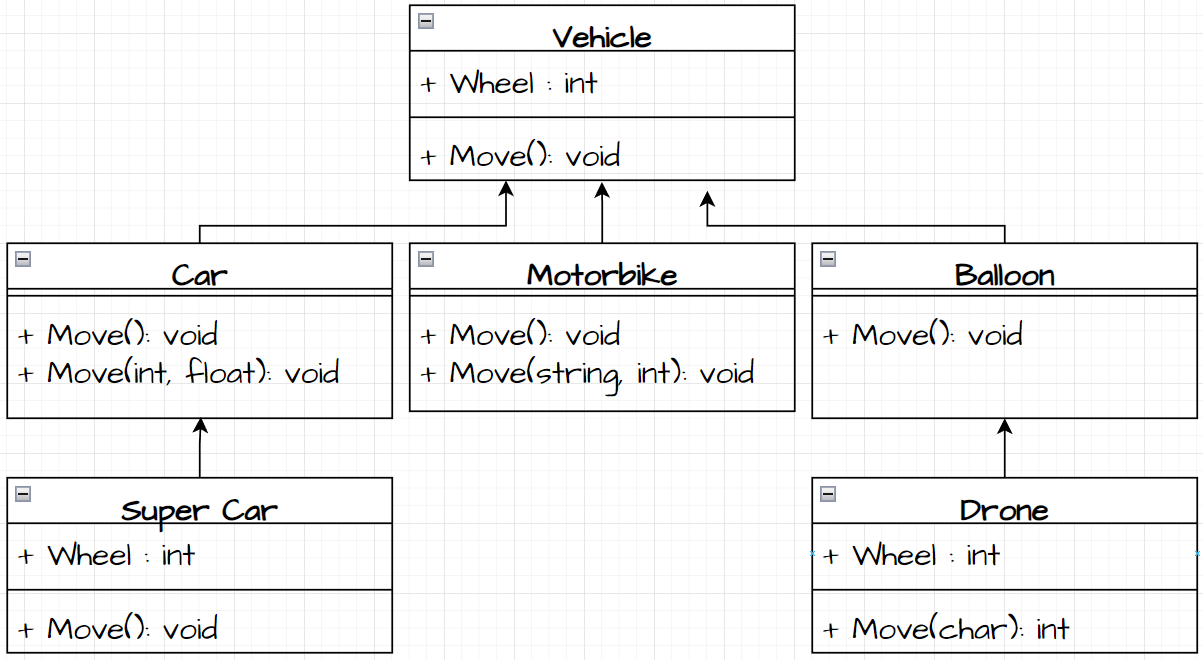 Vehicle
+ Wheel : int
+ Move(): void
Car
+ Move(): void
+ Move(int, float): void
Motorbike
+ Move(): void
+ Move(string, int): void
Balloon
+ Move(): void
Super Car
+ Wheel : int
+ Move(): void
Drone
+ Wheel : int
+ Move(char): int